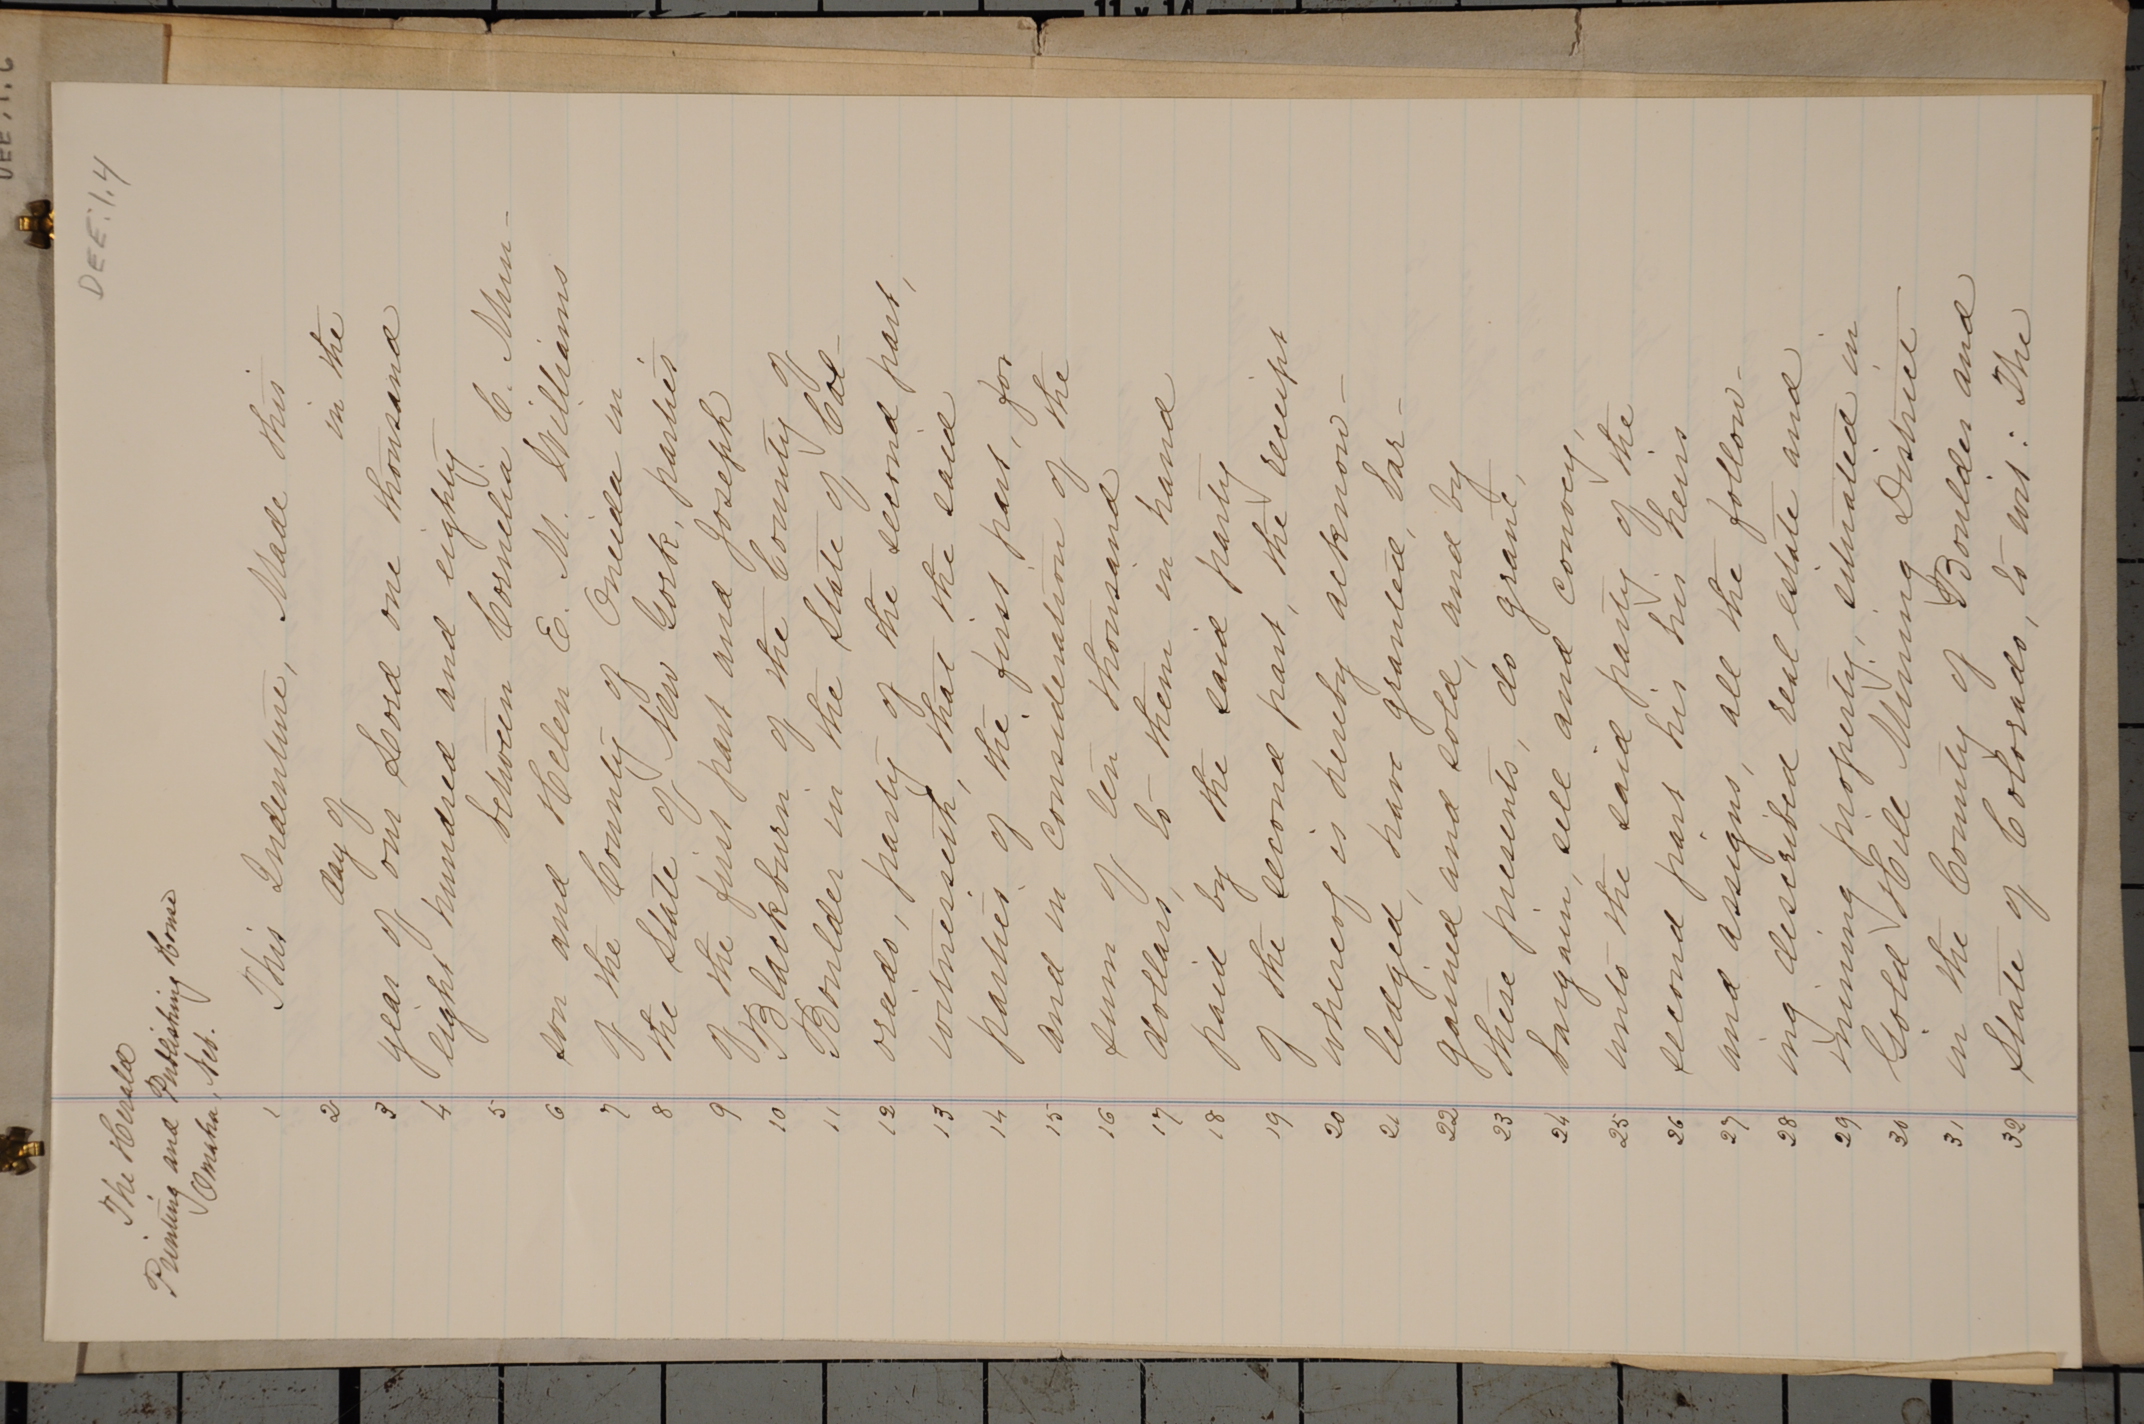 DEE:1.4
The Herald
Printing and Publishing House
Omaha, Neb.
1 This Indenture, Made this
2 day of in the
3 year of our Lord one thousand
4 eight hundred and eighty
5 between Cornelia C. Mun-
6 son and Helen E. M. Williams
7 of the County of Oneida in
8 the State of New York, parties
9 of the first part and Joseph
10 Blackburn of the County of
11 Boulder in the State of Col-
12 orado, party of the second part,
13 witnesseth, that the said
14 parties of the first part, for
15 and in consideration of the
16 sum of ten thousand
17 dollars, to them in hand
18 paid by the said party
19 of the second part, the receipt
20 whereof is hereby acknow-
21 ledged, have granted, bar-
22 gained and sold, and by
23 these presents, do grant,
24 bargain, sell and convey,
25 unto the said party of the
26 second part his his heirs
27 and assigns, all the follow-
28 ing described real estate and
29 mining property, situated in
30 Gold Hill Mining District
31 in the County of Boulder and
32 State of Colorado, to wit: The
11 x 14